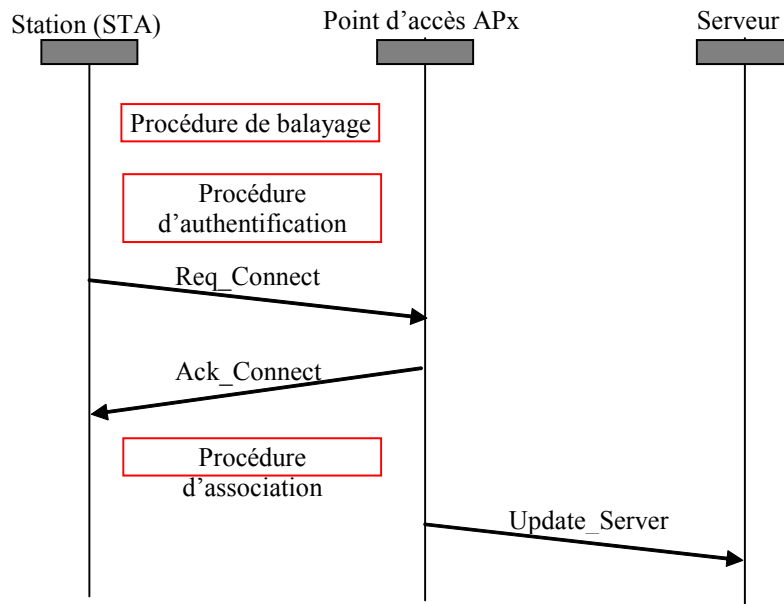 Station (STA)
Point d'accès APx
Serveur
Procédure de balayage
Procédure
d'authentification
Req_Connect
Ack_Connect
Procédure
d'association
Update_Server